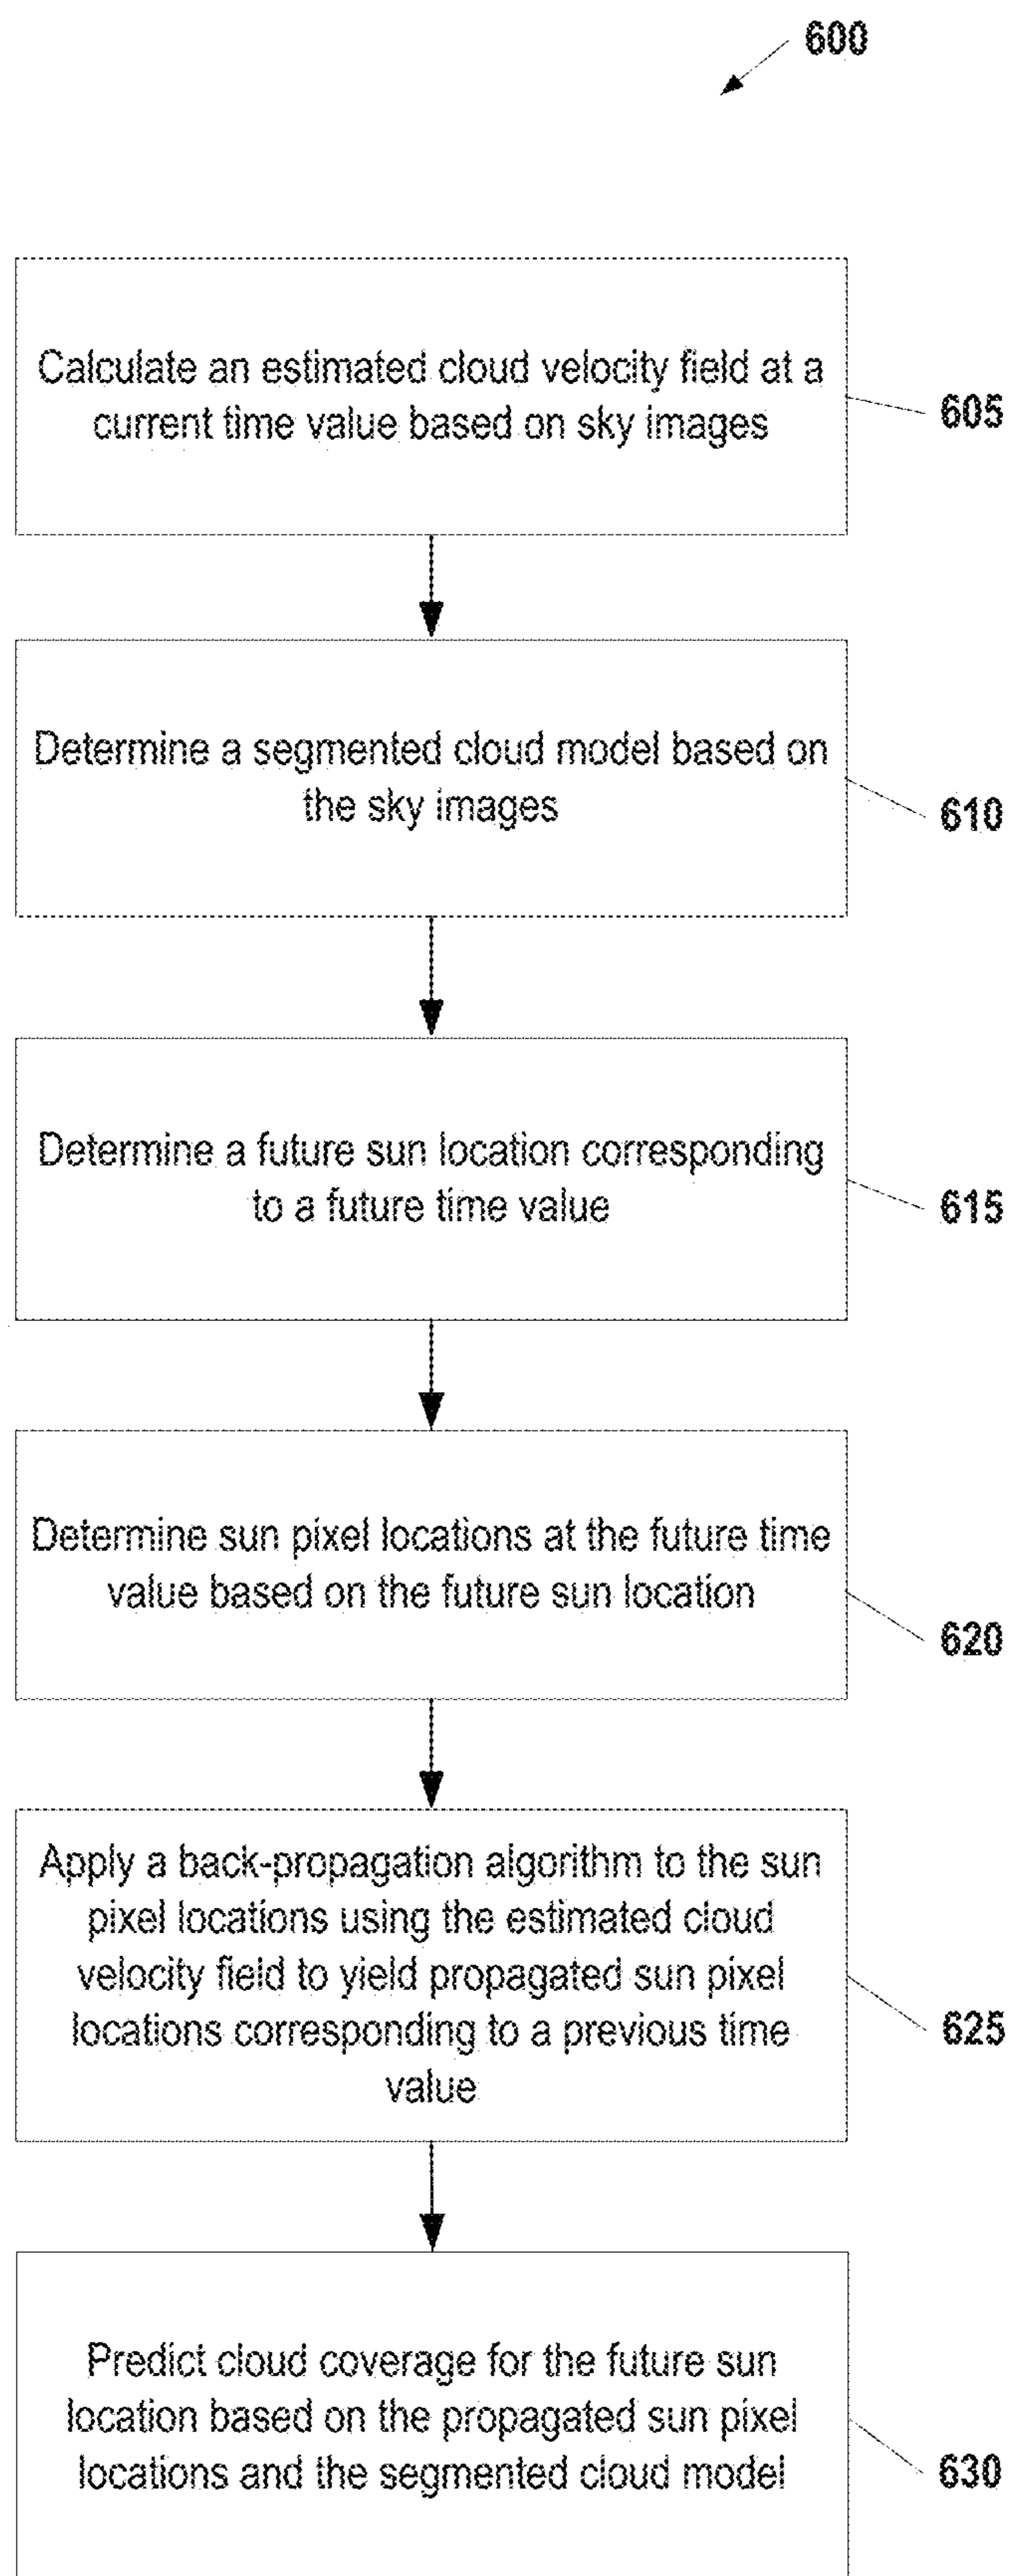 600
Calculate an estimated cloud velocity field at a
current time value based on sky images
605
Determine a segmented cloud model based on
the sky images
610
Determine a future sun location corresponding
to a future time value
615
Determine sun pixel locations at the future time
value based on the future sun location
620
Apply a back-propagation algorithm to the sun
pixel locations using the estimated cloud
velocity field to yield propagated sun pixel
locations corresponding to a previous time
value
625
Predict cloud coverage for the future sun
location based on the propagated sun pixel
locations and the segmented cloud model
630